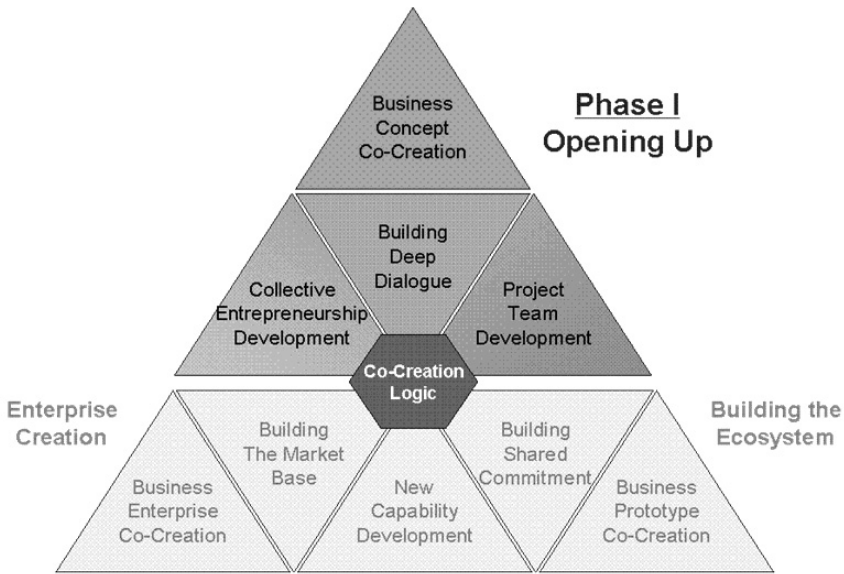 Business
Concept
Co-Creation
Phase I
Opening Up
Building
Deep
Dialogue
Collective
Entrepreneurship
Development
Project
Team
Development
Co-Creation
Logic
Enterprise
Creation
Building the
Ecosystem
Building
The Market
Base
Building
Shared
Commitment
Business
Enterprise
Co-Creation
New
Capability
Development
Business
Prototype
Co-Creation